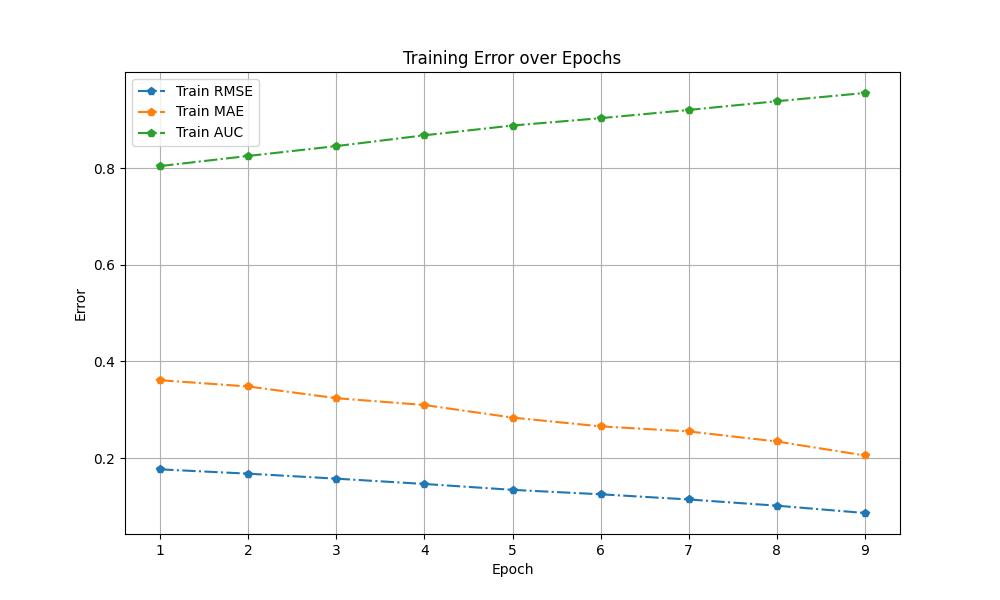 Training Error over Epochs
Train RMSE
Train MAE
Train AUC
0.8
0.6
0.4
0.2
Error
1 2 3 4 5 6 7 8 9
Epoch